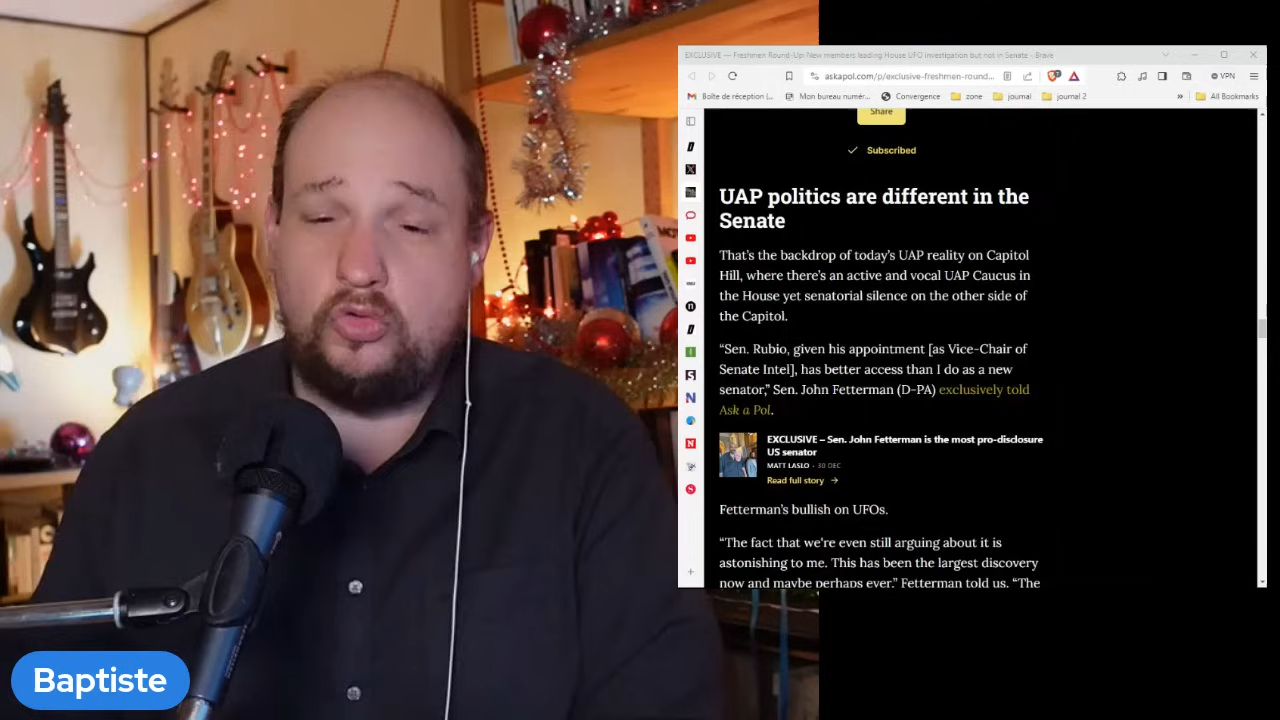 EXCLUSIVE — Freshmen Round-Up: New members leading House UFO investigation but not in Senate - Brave
askapol.com/p/exclusive-freshmen-round...
VPN
Boîte de réception (...
Mon bureau numér...
Convergence
zone
journal
journal 2
»
All Bookmarks
Share
Subscribed
UAP politics are different in the
Senate
That’s the backdrop of today’s UAP reality on Capitol
Hill, where there’s an active and vocal UAP Caucus in
the House yet senatorial silence on the other side of
the Capitol.
“Sen. Rubio, given his appointment [as Vice-Chair of
Senate Intel], has better access than I do as a new
senator,” Sen. John Fetterman (D-PA) exclusively told
Ask a Pol.
EXCLUSIVE – Sen. John Fetterman is the most pro-disclosure
US senator
MATT LASLO · 30 DEC
Read full story →
Fetterman’s bullish on UFOs.
“The fact that we're even still arguing about it is
astonishing to me. This has been the largest discovery
now and maybe perhaps ever,” Fetterman told us. “The
Baptiste